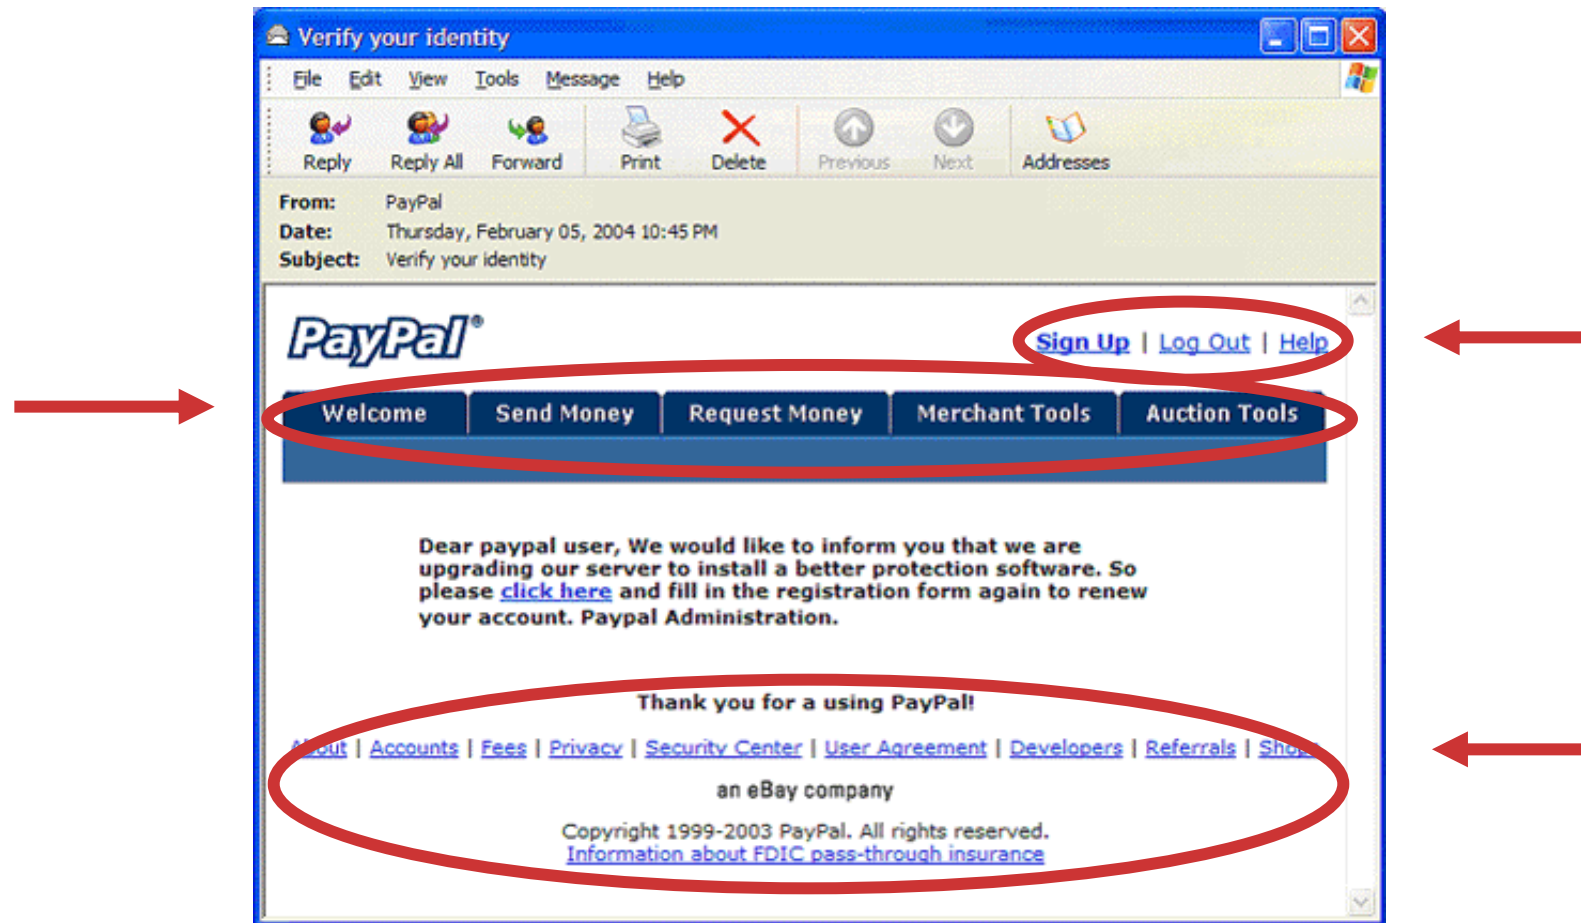 Verify your identity
File Edit View Tools Message Help
Reply Reply All Forward Print Delete Previous Next Addresses
From: PayPal
Date: Thursday, February 05, 2004 10:45 PM
Subject: Verify your identity
PayPal®
Sign Up | Log Out | Help
Welcome Send Money Request Money Merchant Tools Auction Tools
Dear paypal user, We would like to inform you that we are
upgrading our server to install a better protection software. So
please click here and fill in the registration form again to renew
your account. Paypal Administration.
Thank you for a using PayPal!
About | Accounts | Fees | Privacy | Security Center | User Agreement | Developers | Referrals | Shops
an eBay company
Copyright 1999-2003 PayPal. All rights reserved.
Information about FDIC pass-through insurance